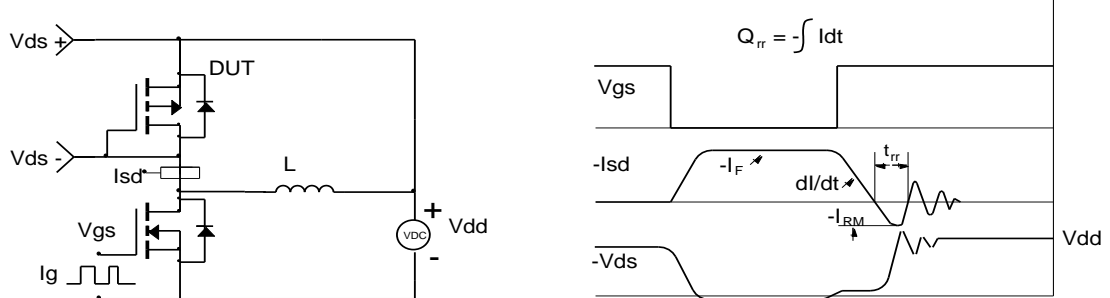 Vds +
DUT
Vds -
Isd
L
Vgs
Ig
+
VDC
Vdd
-
Qrr = -∫ Idt
Vgs
-Isd
-IF
dI/dt
trr
-IRM
Vdd
-Vds